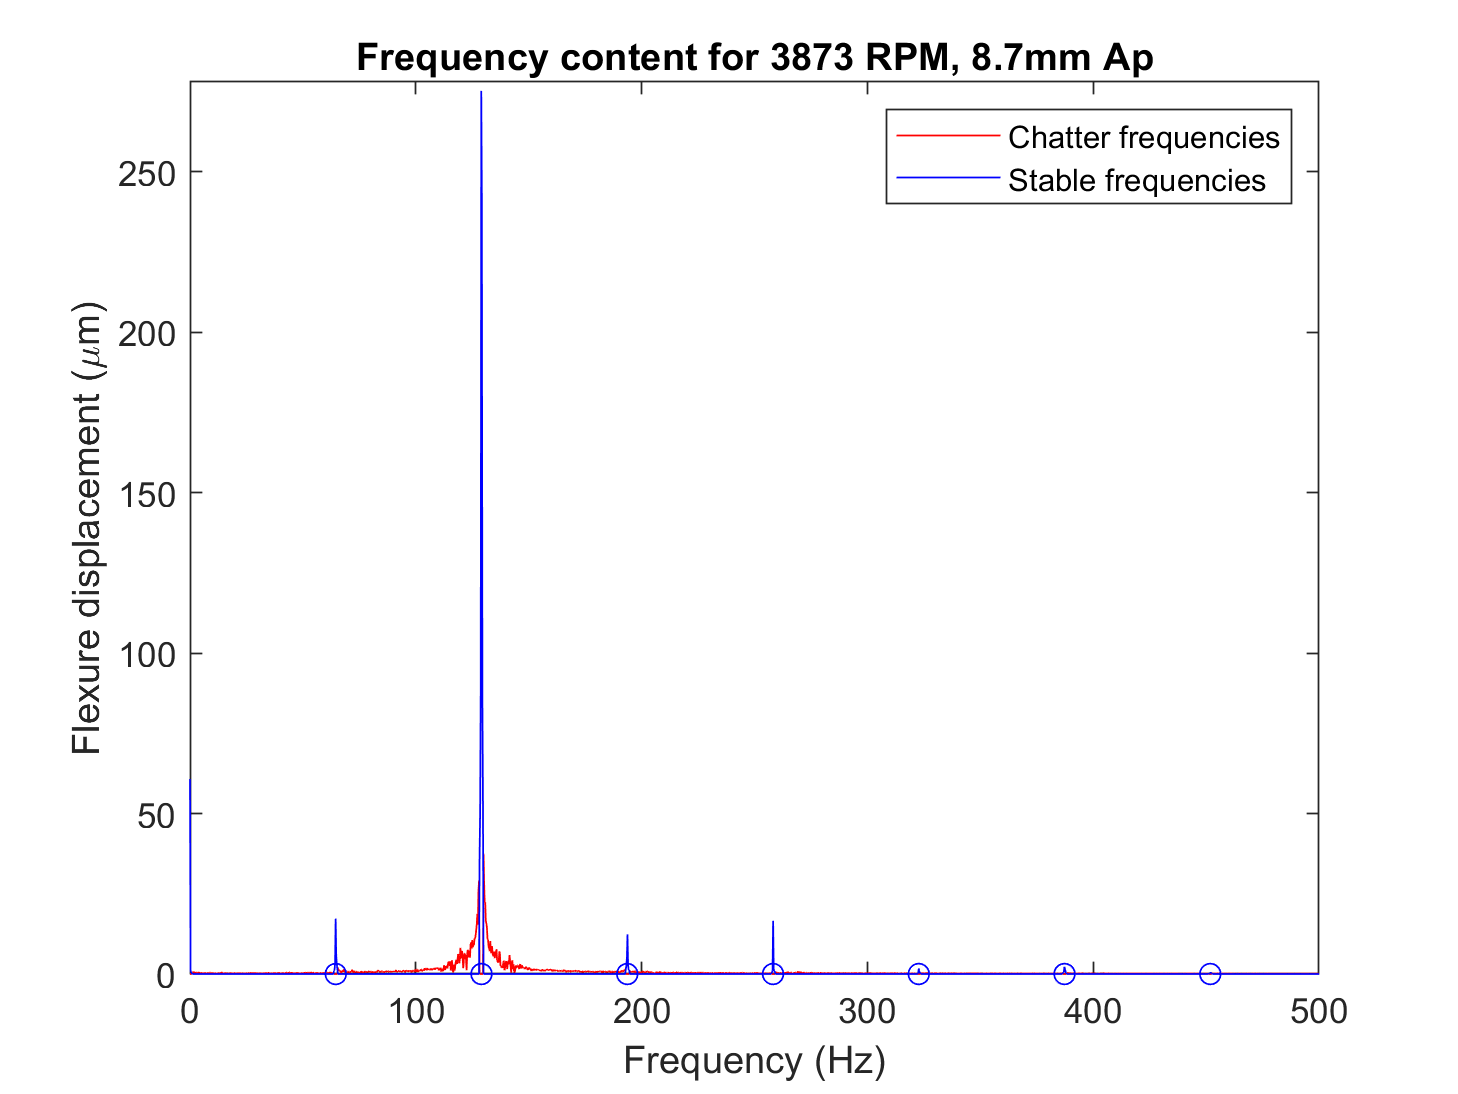 Frequency content for 3873 RPM, 8.7mm Ap
Chatter frequencies
Stable frequencies
Flexure displacement (μm)
250
200
150
100
50
0
0 100 200 300 400 500
Frequency (Hz)